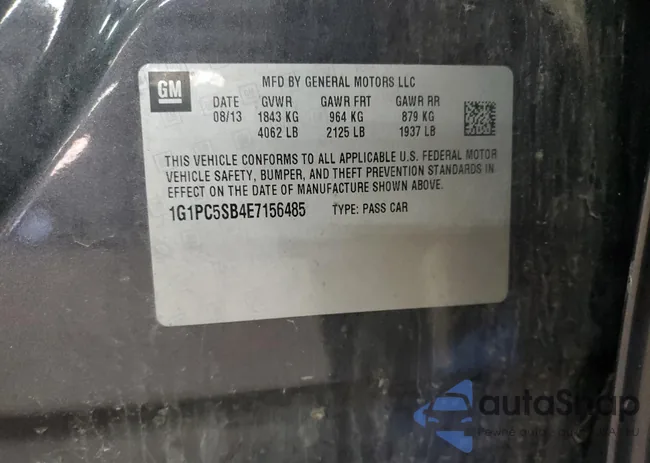 GM
MFD BY GENERAL MOTORS LLC
DATE GVWR GAWR FRT GAWR RR
08/13 1843 KG 964 KG 879 KG
4062 LB 2125 LB 1937 LB
THIS VEHICLE CONFORMS TO ALL APPLICABLE U.S. FEDERAL MOTOR
VEHICLE SAFETY, BUMPER, AND THEFT PREVENTION STANDARDS IN
EFFECT ON THE DATE OF MANUFACTURE SHOWN ABOVE.
1G1PC5SB4E7156485 TYPE: PASS CAR
autoSnap